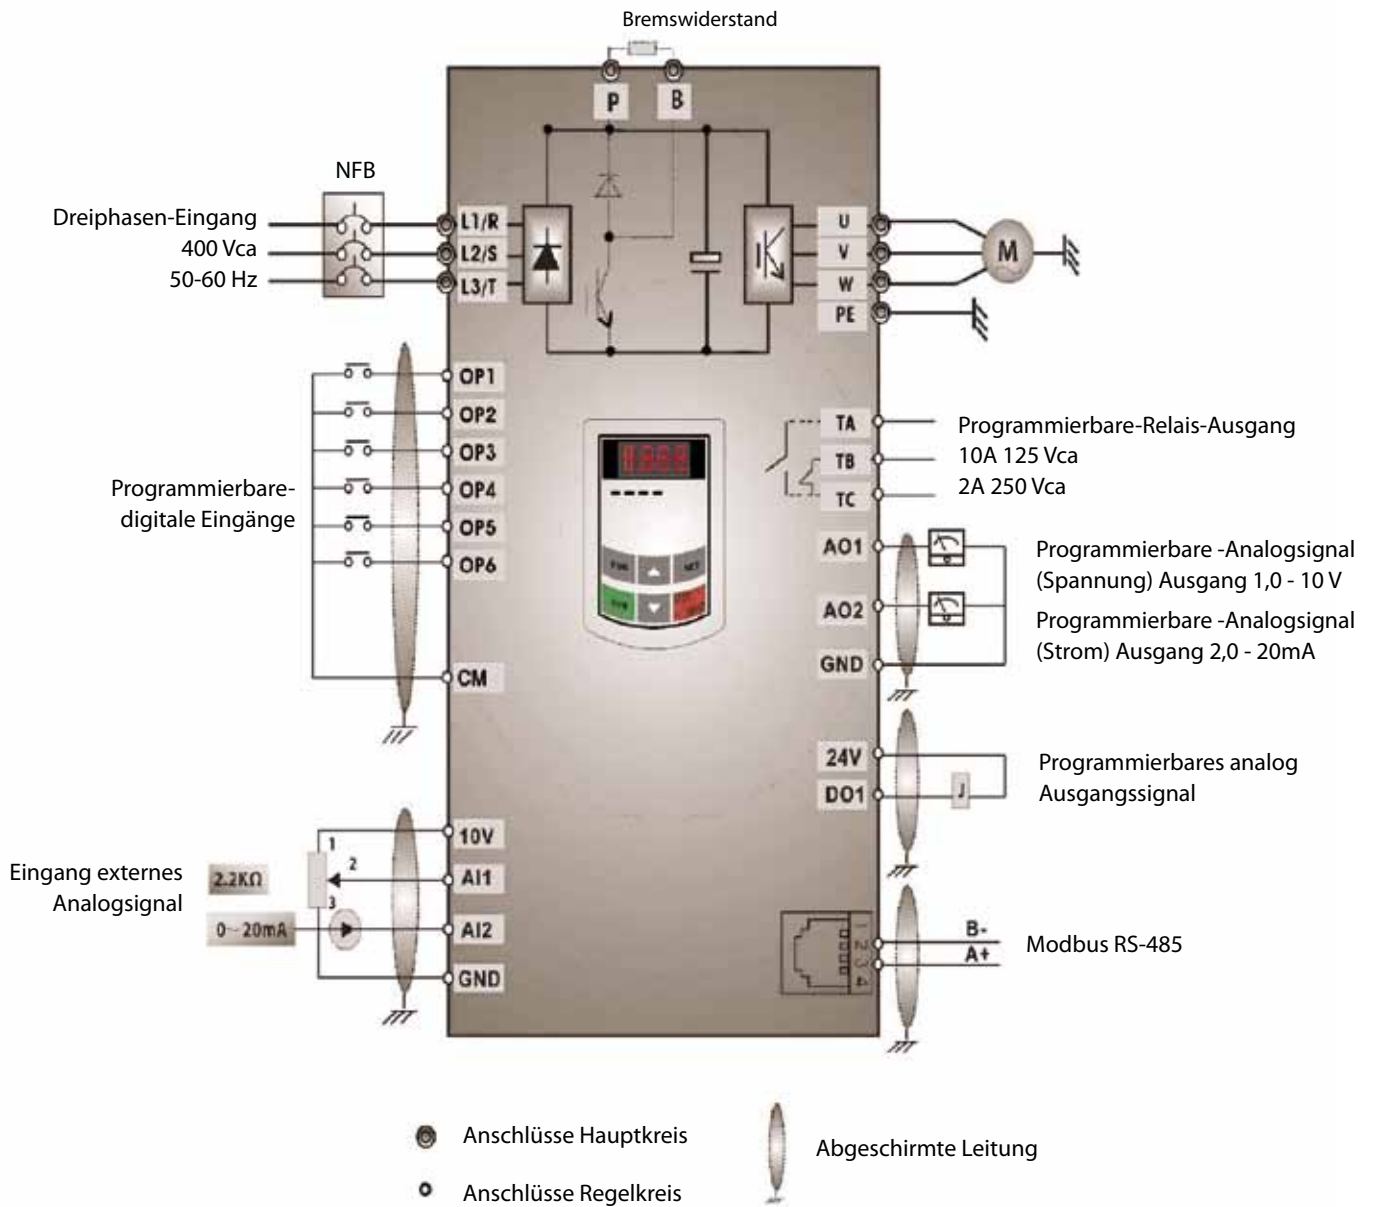 Bremswiderstand
P B
NFB
Dreiphasen-Eingang
400 Vca
50-60 Hz
L1/R
L2/S
L3/T
U
V
W
PE
M
OP1
OP2
OP3
OP4
OP5
OP6
CM
Programmierbare-
digitale Eingänge
TA
TB
TC
Programmierbare-Relais-Ausgang
10A 125 Vca
2A 250 Vca
AO1
AO2
GND
Programmierbare -Analogsignal
(Spannung) Ausgang 1,0 - 10 V
Programmierbare -Analogsignal
(Strom) Ausgang 2,0 - 20mA
24V
DO1
J
Programmierbares analog
Ausgangssignal
10V
AI1
AI2
GND
1
2
3
Eingang externes
Analogsignal
2.2KΩ
0~20mA
1 2 3 4
B-
A+
Modbus RS-485
Anschlüsse Hauptkreis
Abgeschirmte Leitung
Anschlüsse Regelkreis